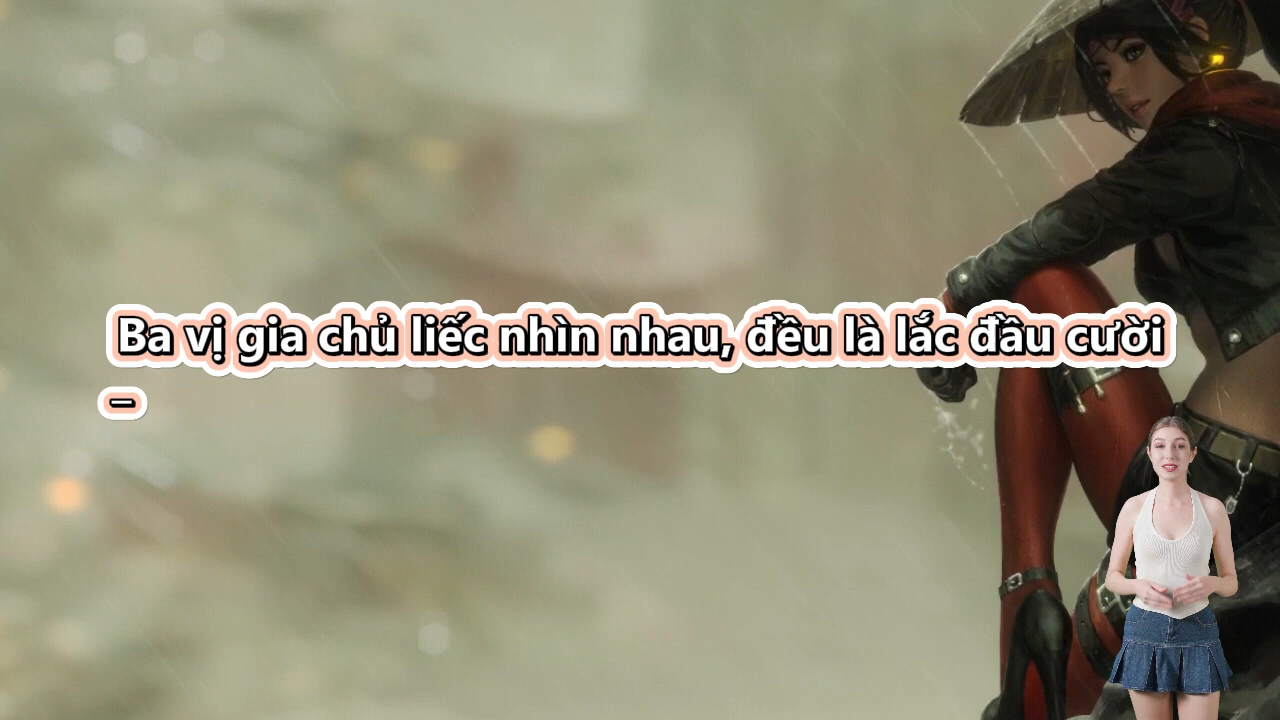 Ba vị gia chủ liếc nhìn nhau, đều là lắc đầu cười
–